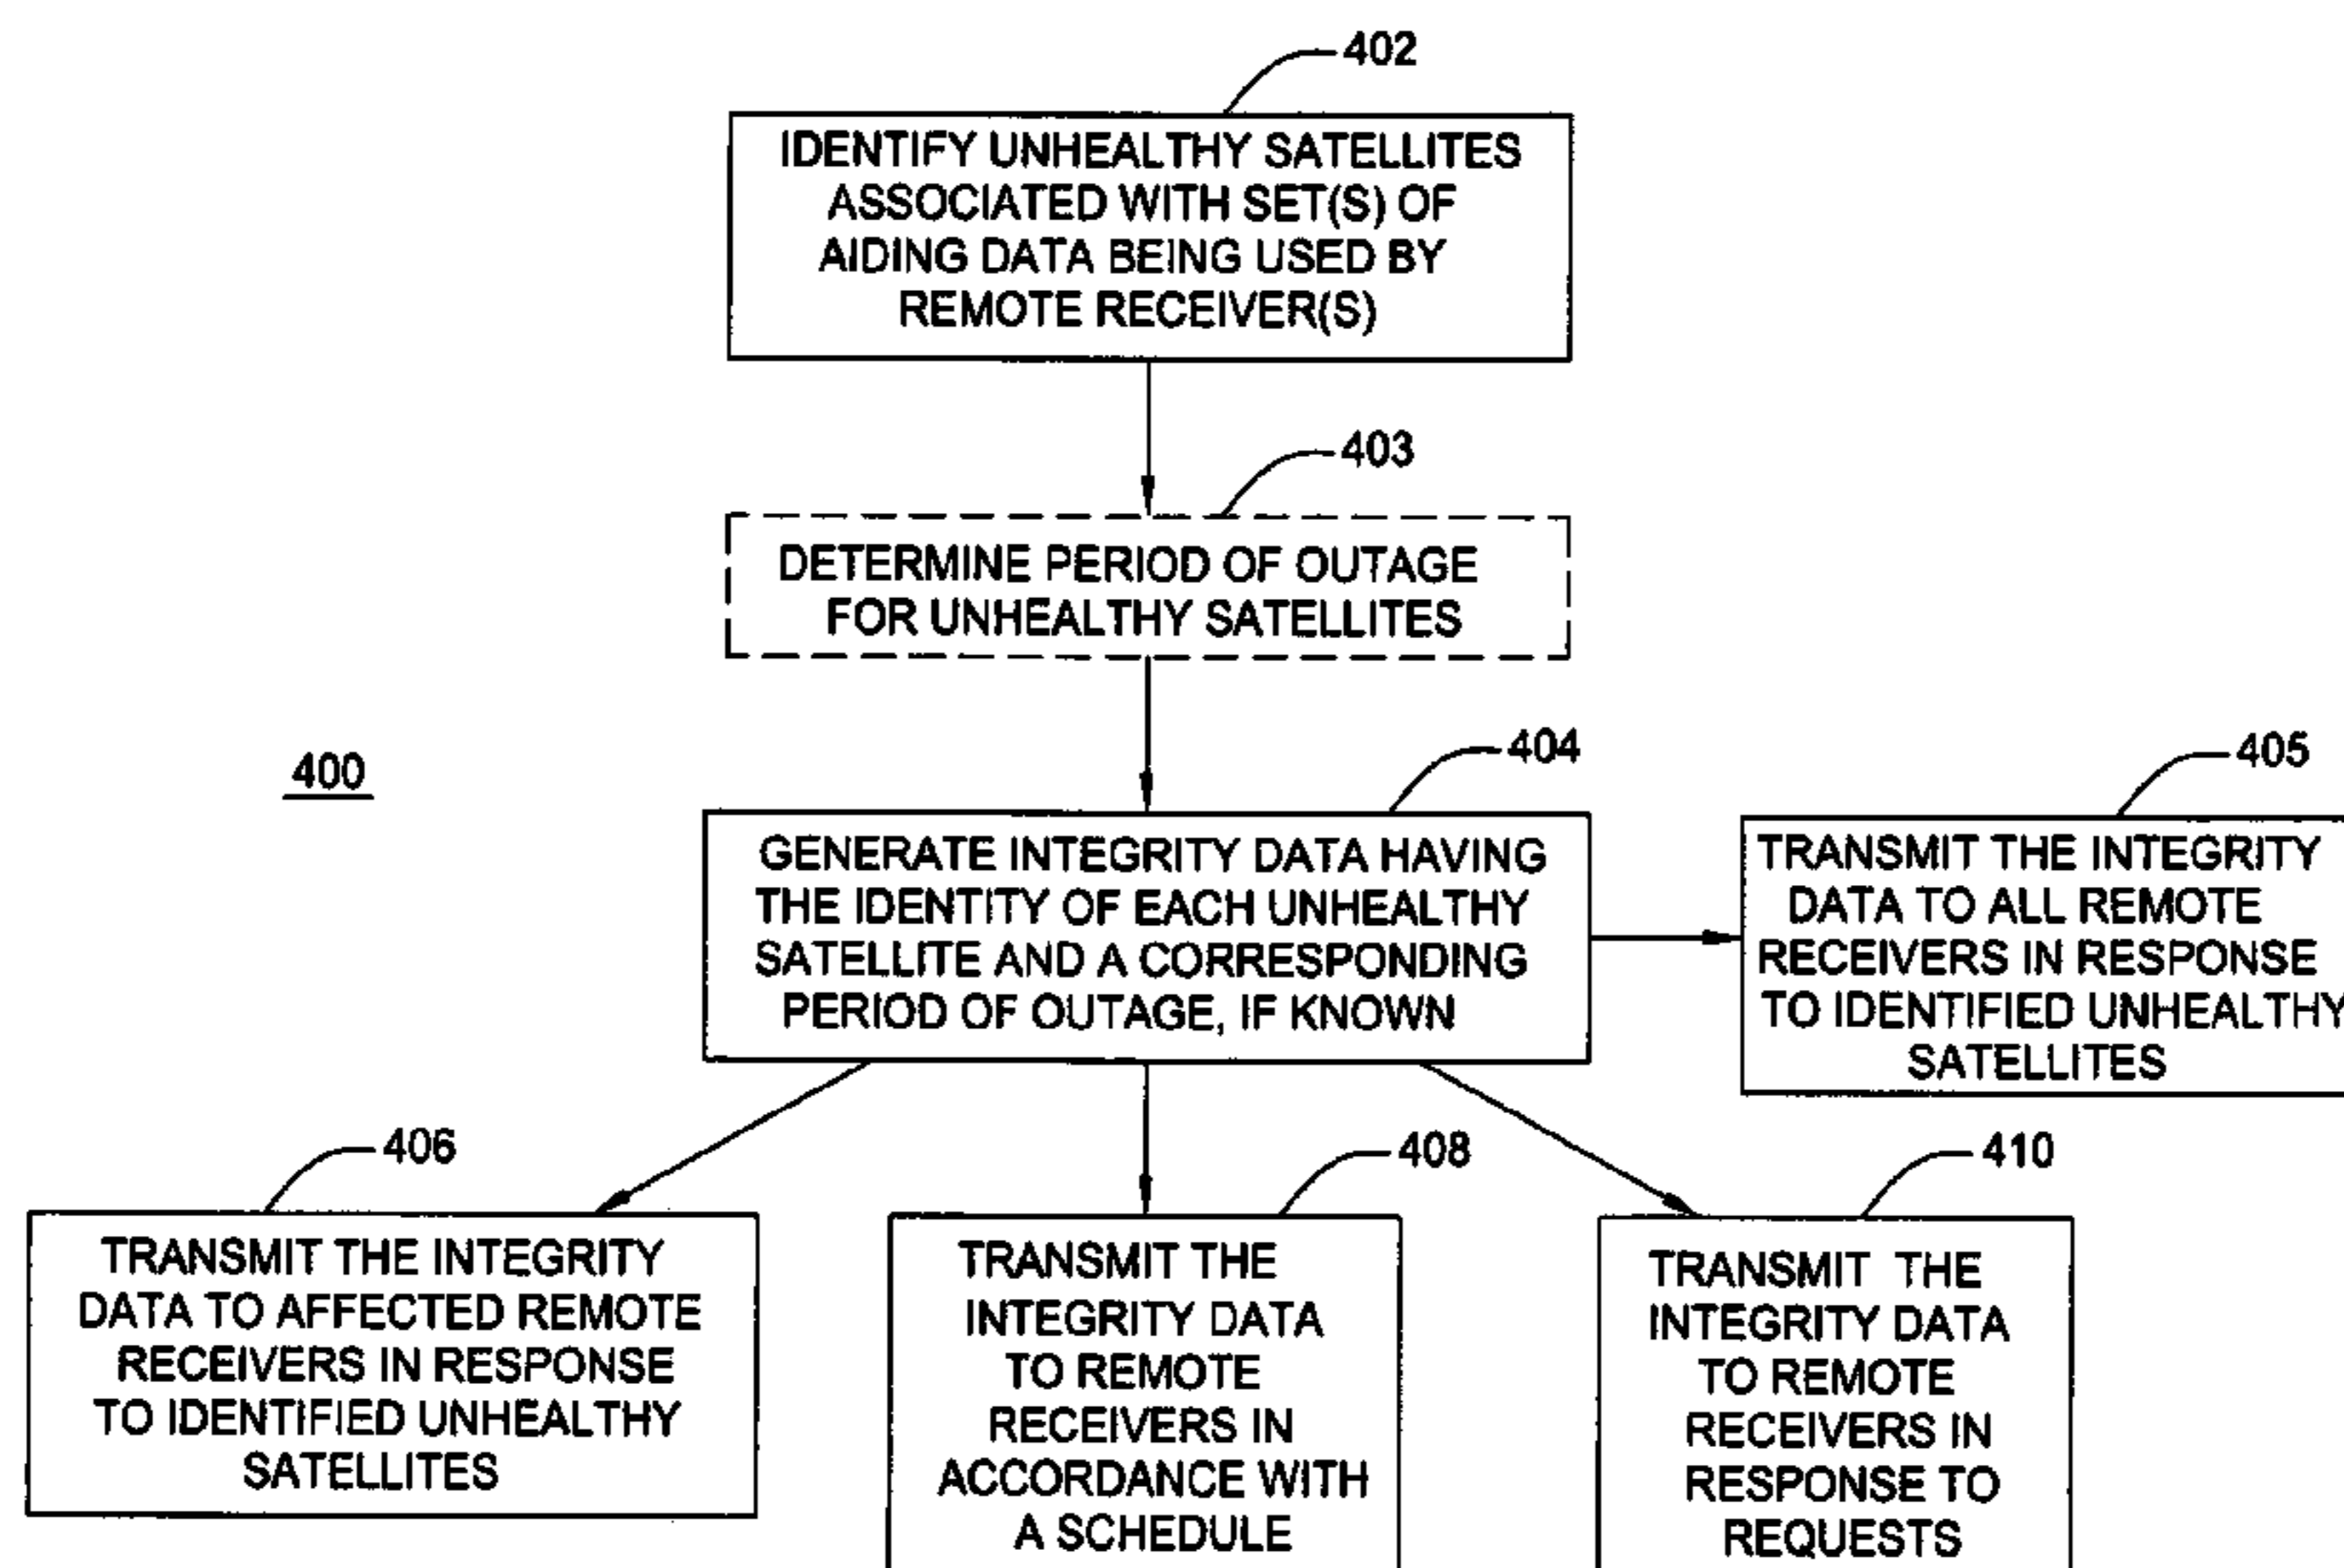 402
IDENTIFY UNHEALTHY SATELLITES
ASSOCIATED WITH SET(S) OF
AIDING DATA BEING USED BY
REMOTE RECEIVER(S)
403
DETERMINE PERIOD OF OUTAGE
FOR UNHEALTHY SATELLITES
400
404
GENERATE INTEGRITY DATA HAVING
THE IDENTITY OF EACH UNHEALTHY
SATELLITE AND A CORRESPONDING
PERIOD OF OUTAGE, IF KNOWN
405
TRANSMIT THE INTEGRITY
DATA TO ALL REMOTE
RECEIVERS IN RESPONSE
TO IDENTIFIED UNHEALTHY
SATELLITES
406
TRANSMIT THE INTEGRITY
DATA TO AFFECTED REMOTE
RECEIVERS IN RESPONSE
TO IDENTIFIED UNHEALTHY
SATELLITES
408
TRANSMIT THE
INTEGRITY DATA
TO REMOTE
RECEIVERS IN
ACCORDANCE WITH
A SCHEDULE
410
TRANSMIT THE
INTEGRITY DATA
TO REMOTE
RECEIVERS IN
RESPONSE TO
REQUESTS